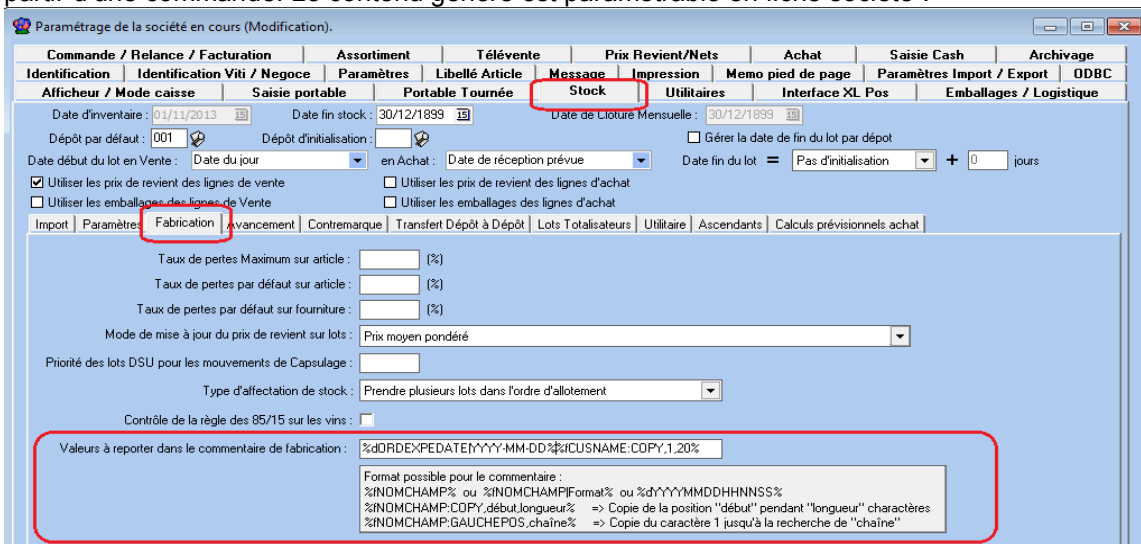 partir d'une commande. Le contenu généré est paramétrable en fiche société :
Paramétrage de la société en cours (Modification).
Commande / Relance / Facturation Assortiment Télévente Prix Revient/Nets Achat Saisie Cash Archivage
Identification Identification Viti / Negoce Paramètres Libellé Article Message Impression Memo pied de page Paramètres Import / Export ODBC
Afficheur / Mode caisse Saisie portable Portable Tournée Stock Utilitaires Interface XL Pos Emballages / Logistique
Date d'inventaire : 01/11/2013 Date fin stock : 30/12/1899 Date de Clôture Mensuelle : 30/12/1899
Dépôt par défaut : 001 Dépôt d'initialisation : Gérer la date de fin du lot par dépot
Date début du lot en Vente : Date du jour en Achat : Date de réception prévue Date fin du lot = Pas d'initialisation + 0 jours
Utiliser les prix de revient des lignes de vente Utiliser les prix de revient des lignes d'achat
Utiliser les emballages des lignes de Vente Utiliser les emballages des lignes d'achat
Import Paramètres Fabrication Avancement Contremarque Transfert Dépôt à Dépôt Lots Totalisateurs Utilitaire Ascendants Calculs prévisionnels achat
Taux de pertes Maximum sur article : (%)
Taux de pertes par défaut sur article : (%)
Taux de pertes par défaut sur fourniture : (%)
Mode de mise à jour du prix de revient sur lots : Prix moyen pondéré
Priorité des lots DSU pour les mouvements de Capsulage :
Type d'affectation de stock : Prendre plusieurs lots dans l'ordre d'allotement
Contrôle de la règle des 85/15 sur les vins :
Valeurs à reporter dans le commentaire de fabrication : %dORDEXPEDATE|YYYY-MM-DD%%fCUSNAME:COPY,1,20%
Format possible pour le commentaire :
%fNOMCHAMP% ou %fNOMCHAMP|Format% ou %dYYYYMMDDHHNNSS%
%fNOMCHAMP:COPY,début,longueur% => Copie de la position "début" pendant "longueur" charactères
%fNOMCHAMP:GAUCHEPOS,chaîne% => Copie du caractère 1 jusqu'à la recherche de "chaîne"